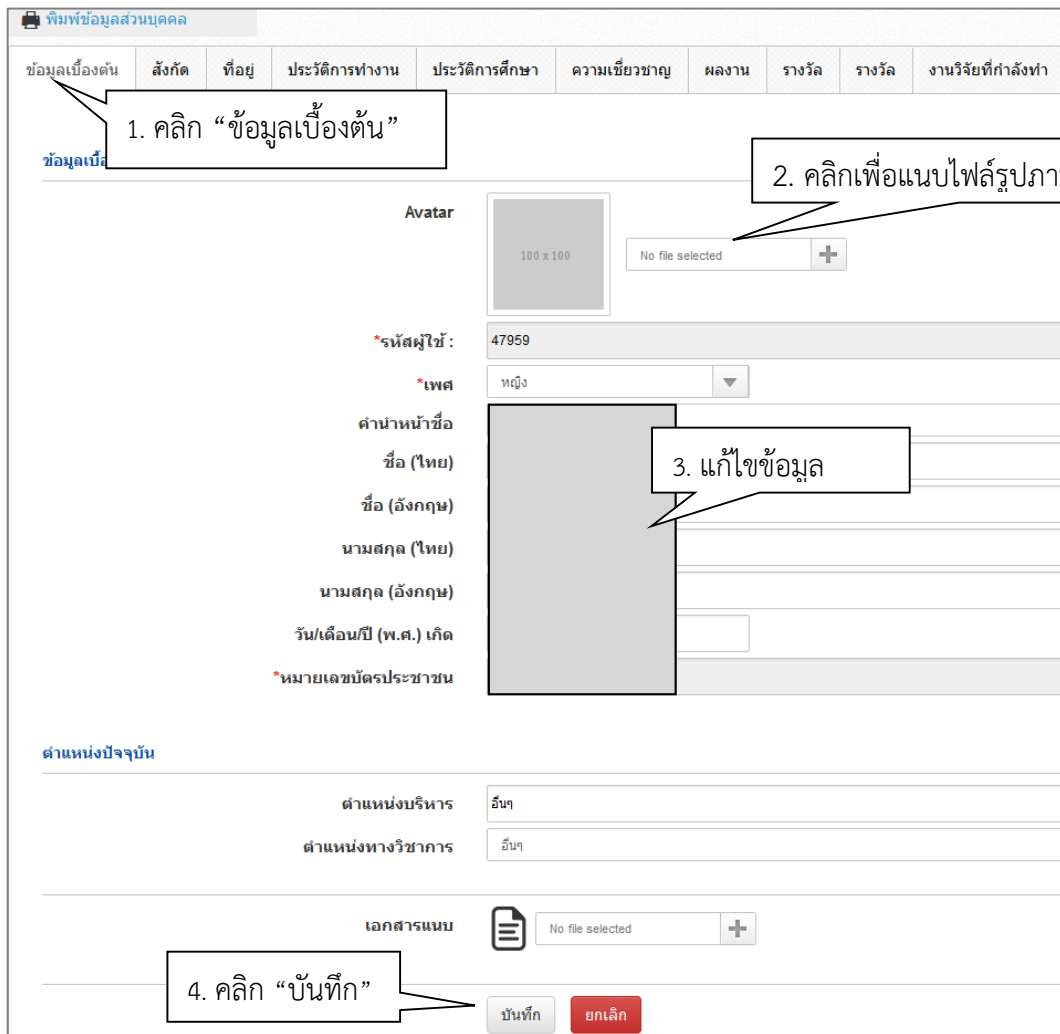 พิมพ์ข้อมูลส่วนบุคคล
ข้อมูลเบื้องต้น สังกัด ที่อยู่ ประวัติการทำงาน ประวัติการศึกษา ความเชี่ยวชาญ ผลงาน รางวัล รางวัล งานวิจัยที่กำลังทำ
1. คลิก “ข้อมูลเบื้องต้น”
2. คลิกเพื่อแนบไฟล์รูปภา
Avatar
100 x 100
No file selected
*รหัสผู้ใช้ : 47959
*เพศ หญิง
คำนำหน้าชื่อ
ชื่อ (ไทย)
3. แก้ไขข้อมูล
ชื่อ (อังกฤษ)
นามสกุล (ไทย)
นามสกุล (อังกฤษ)
วัน/เดือน/ปี (พ.ศ.) เกิด
*หมายเลขบัตรประชาชน
ตำแหน่งปัจจุบัน
ตำแหน่งบริหาร อื่นๆ
ตำแหน่งทางวิชาการ อื่นๆ
เอกสารแนบ No file selected
4. คลิก “บันทึก”
บันทึก ยกเลิก